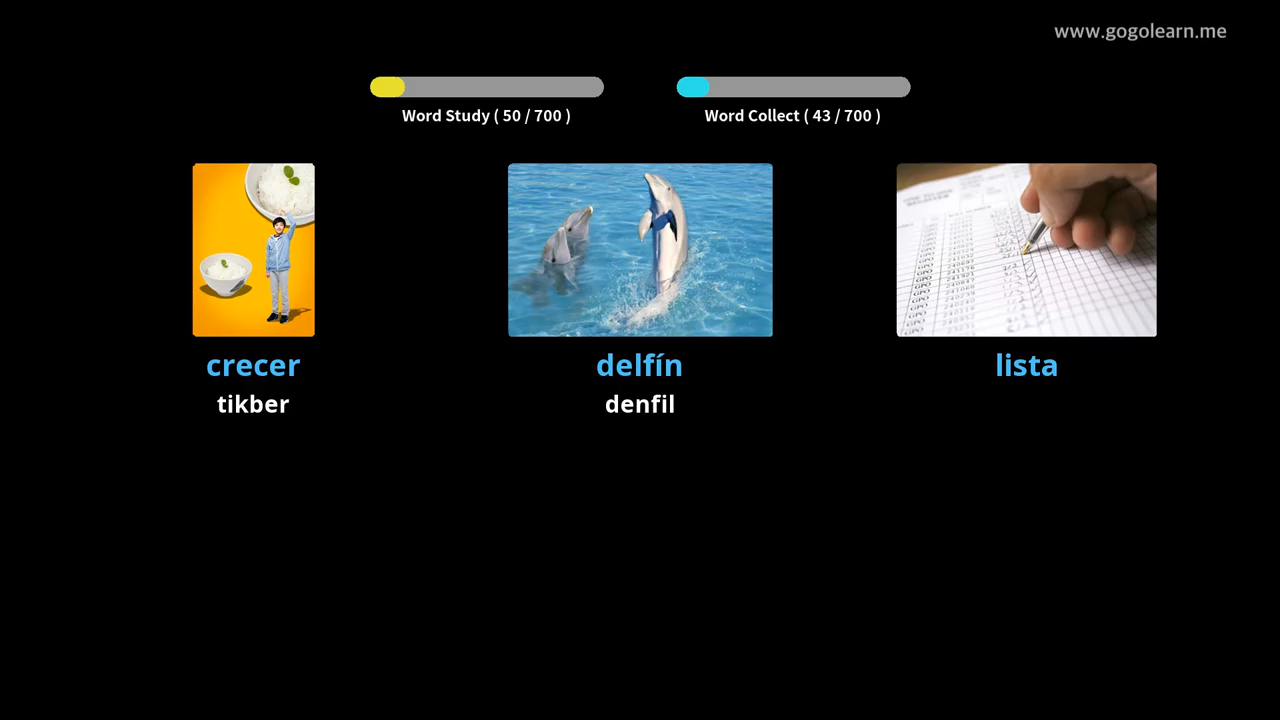 www.gogolearn.me
Word Study ( 50 / 700 )
Word Collect ( 43 / 700 )
crecer
tikber
delfín
denfil
lista